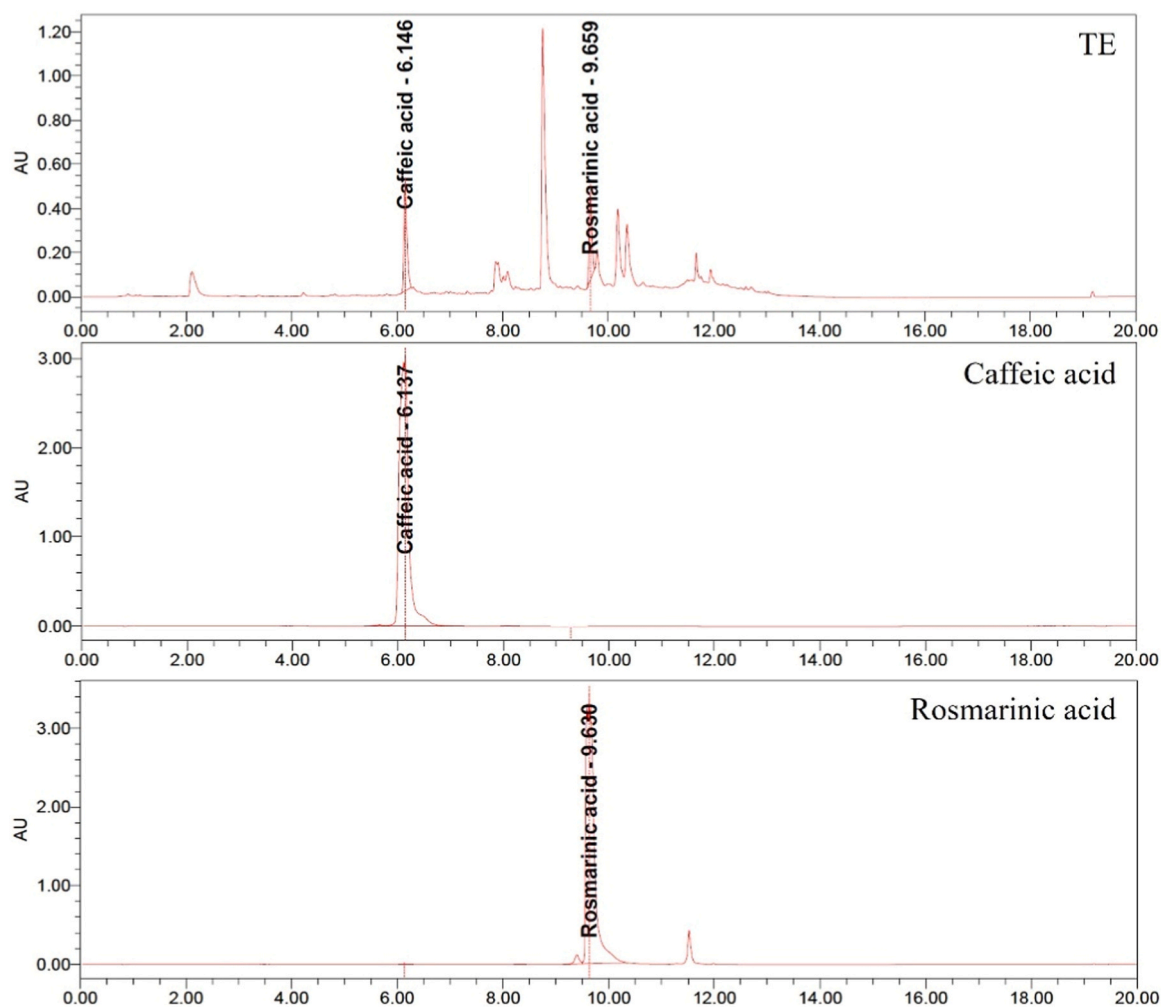 TE
AU
1.20
1.00
0.80
0.60
0.40
0.20
0.00
Caffeic acid - 6.146
Rosmarinic acid - 9.659
0.00 2.00 4.00 6.00 8.00 10.00 12.00 14.00 16.00 18.00 20.00
Caffeic acid
AU
3.00
2.00
1.00
0.00
Caffeic acid - 6.137
0.00 2.00 4.00 6.00 8.00 10.00 12.00 14.00 16.00 18.00 20.00
Rosmarinic acid
AU
3.00
2.00
1.00
0.00
Rosmarinic acid - 9.630
0.00 2.00 4.00 6.00 8.00 10.00 12.00 14.00 16.00 18.00 20.00